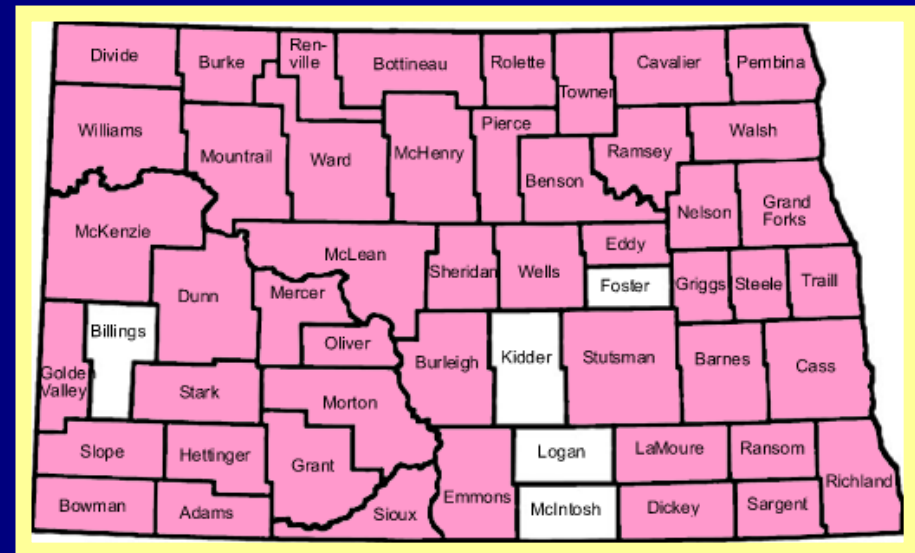 Divide
Burke
Ren-
ville
Bottineau
Rolette
Towner
Cavalier
Pembina
Williams
Mountrail
Ward
McHenry
Pierce
Benson
Ramsey
Walsh
Nelson
Grand
Forks
McKenzie
Dunn
McLean
Mercer
Oliver
Sheridan
Wells
Eddy
Foster
Griggs
Steele
Traill
Billings
Golden
Valley
Stark
Morton
Burleigh
Kidder
Stutsman
Barnes
Cass
Slope
Hettinger
Grant
Emmons
Logan
LaMoure
Ransom
Richland
Bowman
Adams
Sioux
McIntosh
Dickey
Sargent